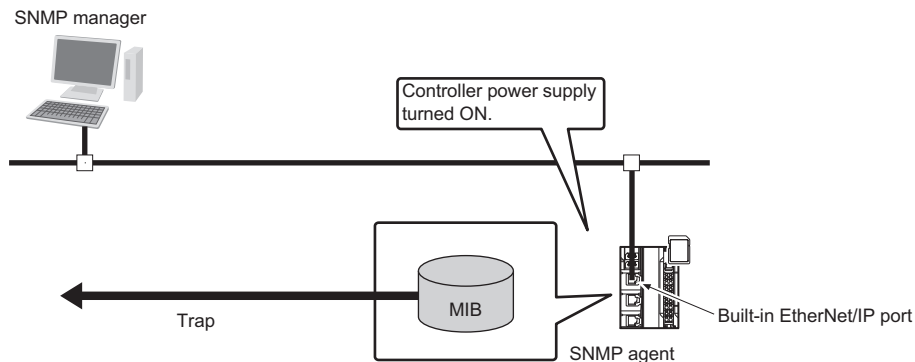 SNMP manager
Controller power supply
turned ON.
MIB
Trap
Built-in EtherNet/IP port
SNMP agent